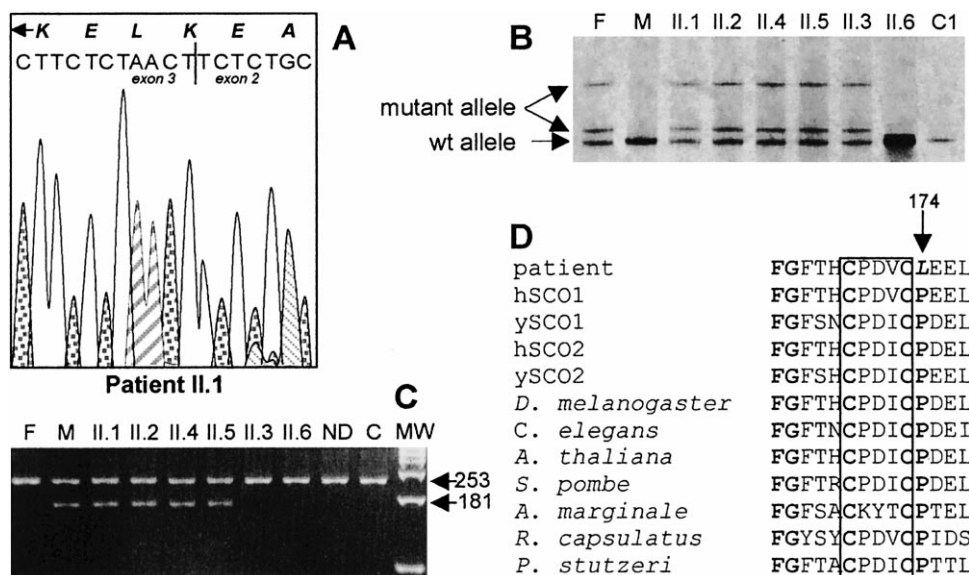 A
K E L K E A
CTTCTCTAACTTCTCTGC
exon 3 exon 2
Patient II.1
B
F M II.1 II.2 II.4 II.5 II.3 II.6 C1
mutant allele
wt allele
C
F M II.1 II.2 II.4 II.5 II.3 II.6 ND C MW
253
181
D
174
patient FGFTHCPDVCLEEL
hSCO1 FGFTHCPDVCPEEL
ySCO1 FGFSNCPDICPDEL
hSCO2 FGFTHCPDICPDEL
ySCO2 FGFSHCPDICPEEL
D. melanogaster FGFTHCPDICPDEL
C. elegans FGFTNCPDICPDEI
A. thaliana FGFTHCPDICPDEL
S. pombe FGFTRCPDICPDEL
A. marginale FGFSACKYTCPTEL
R. capsulatus FGYSYCPDVCPIDS
P. stutzeri FGFTHCPDICPTTL